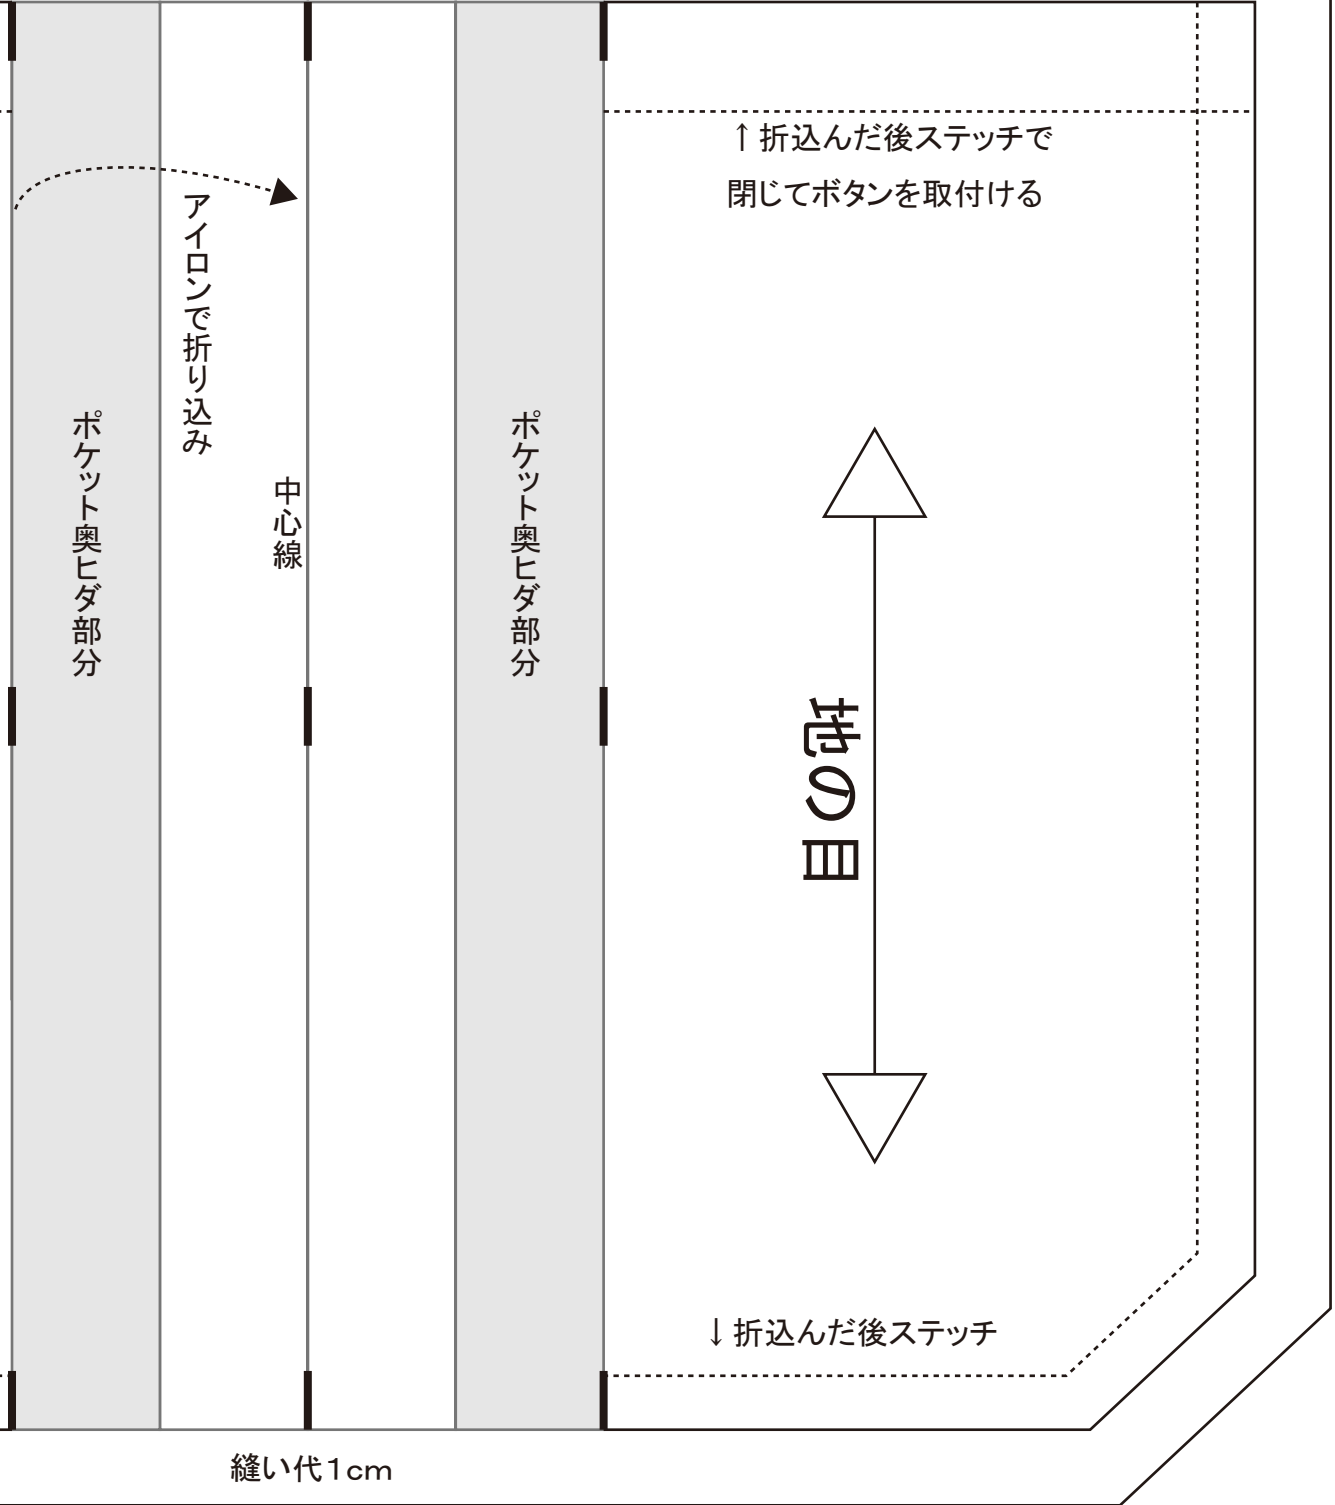 ↑折込んだ後ステッチで
閉じてボタンを取付ける
アイロンで折り込み
ポケット奥ヒダ部分
中心線
ポケット奥ヒダ部分
地の目
↓折込んだ後ステッチ
縫い代1cm